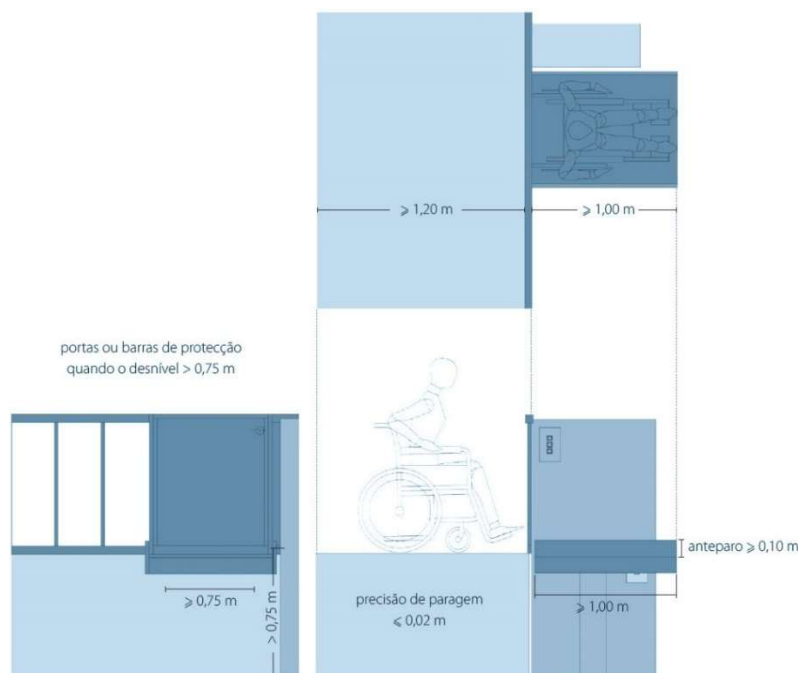 ⩾ 1,20 m
⩾ 1,00 m
portas ou barras de protecção
quando o desnível > 0,75 m
anteparo ⩾ 0,10 m
⩾ 0,75 m
> 0,75 m
precisão de paragem
⩽ 0,02 m
⩾ 1,00 m